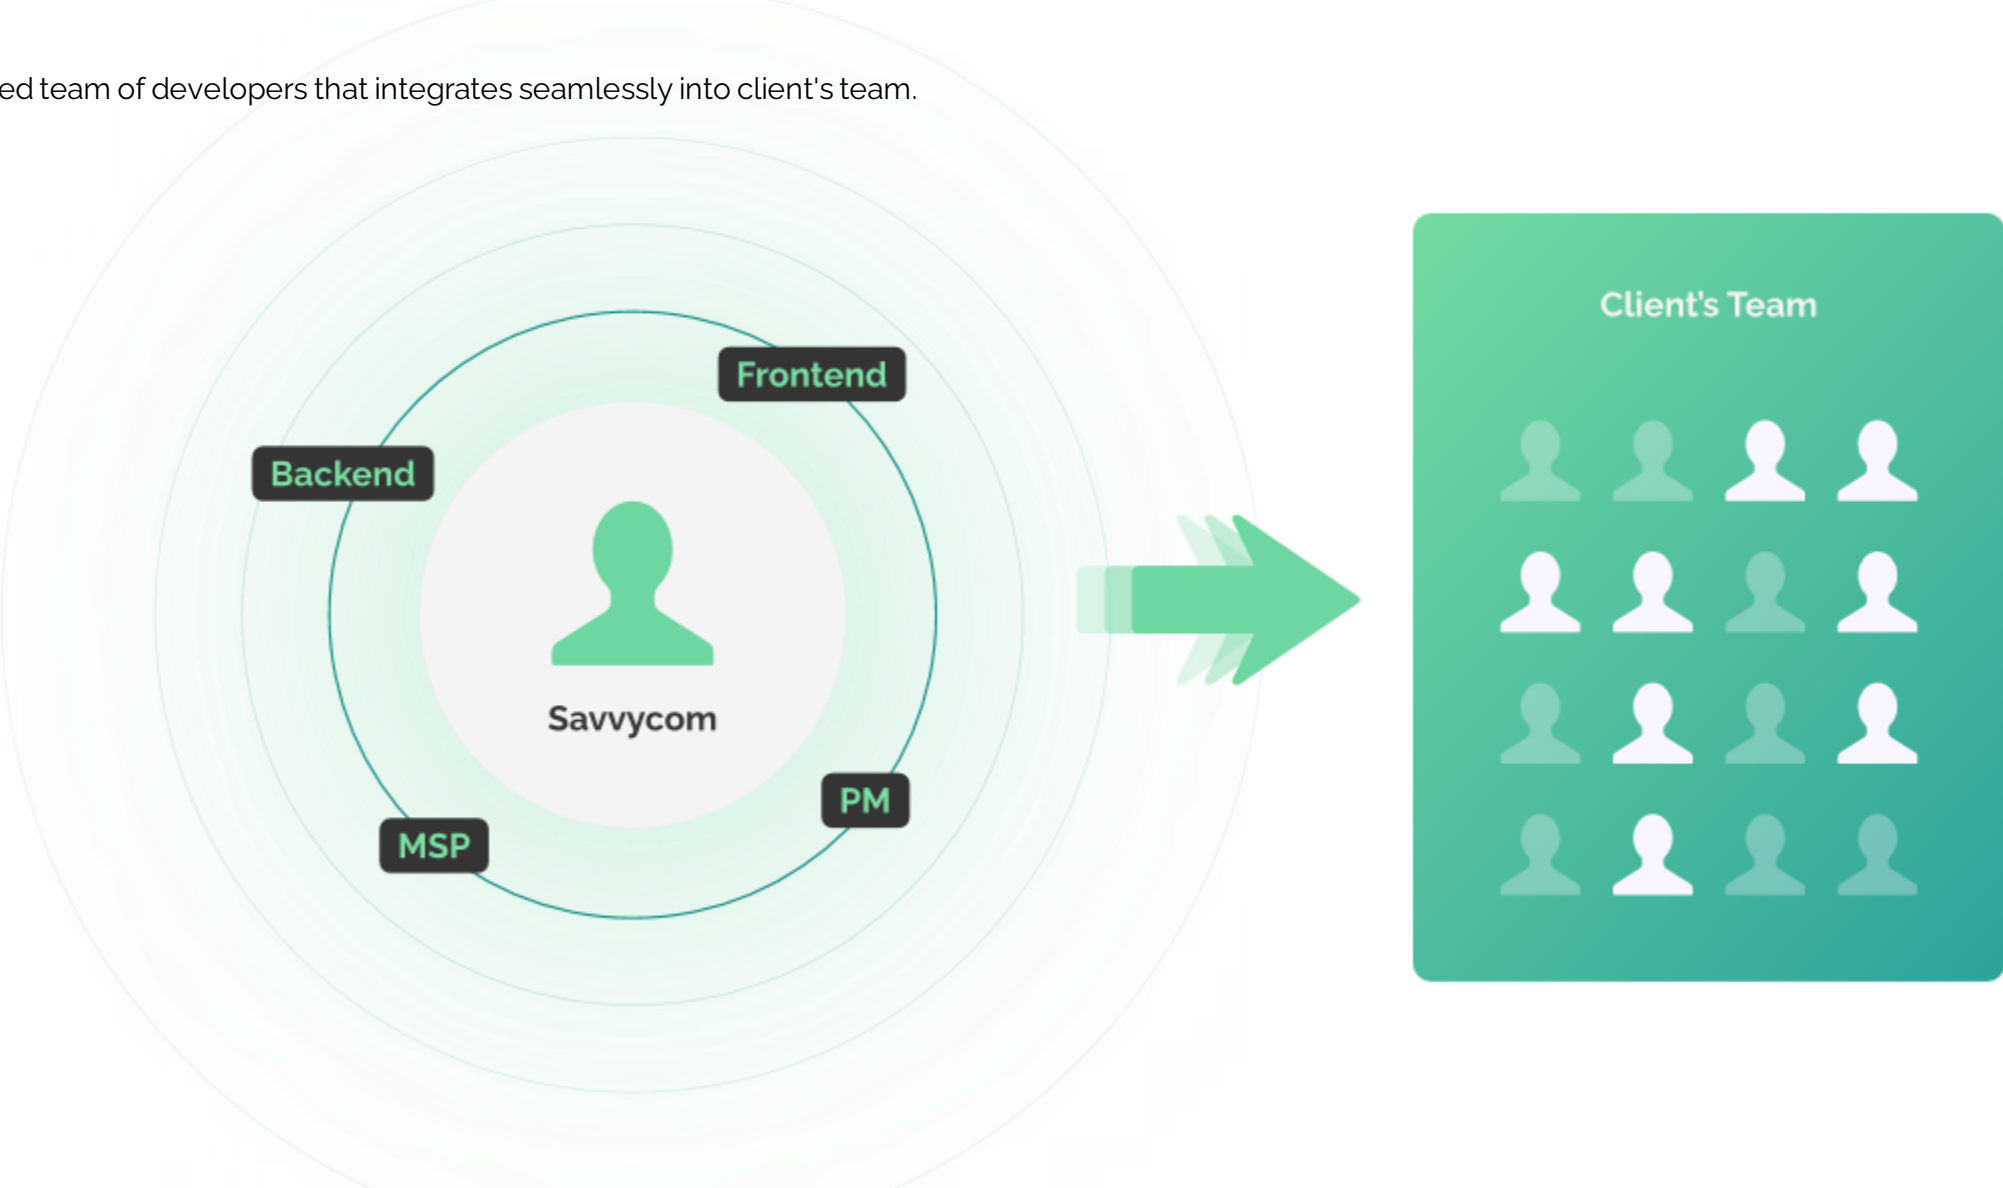 ed team of developers that integrates seamlessly into client's team.
Client’s Team
Frontend
Backend
Savvycom
PM
MSP